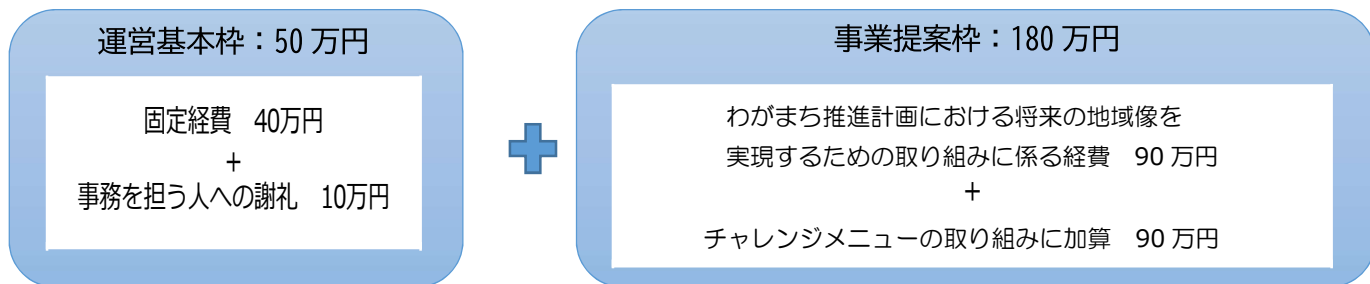 運営基本枠：50 万円
固定経費　40万円
+
事務を担う人への謝礼　10万円
事業提案枠：180 万円
わがまち推進計画における将来の地域像を
実現するための取り組みに係る経費　90 万円
+
チャレンジメニューの取り組みに加算　90 万円